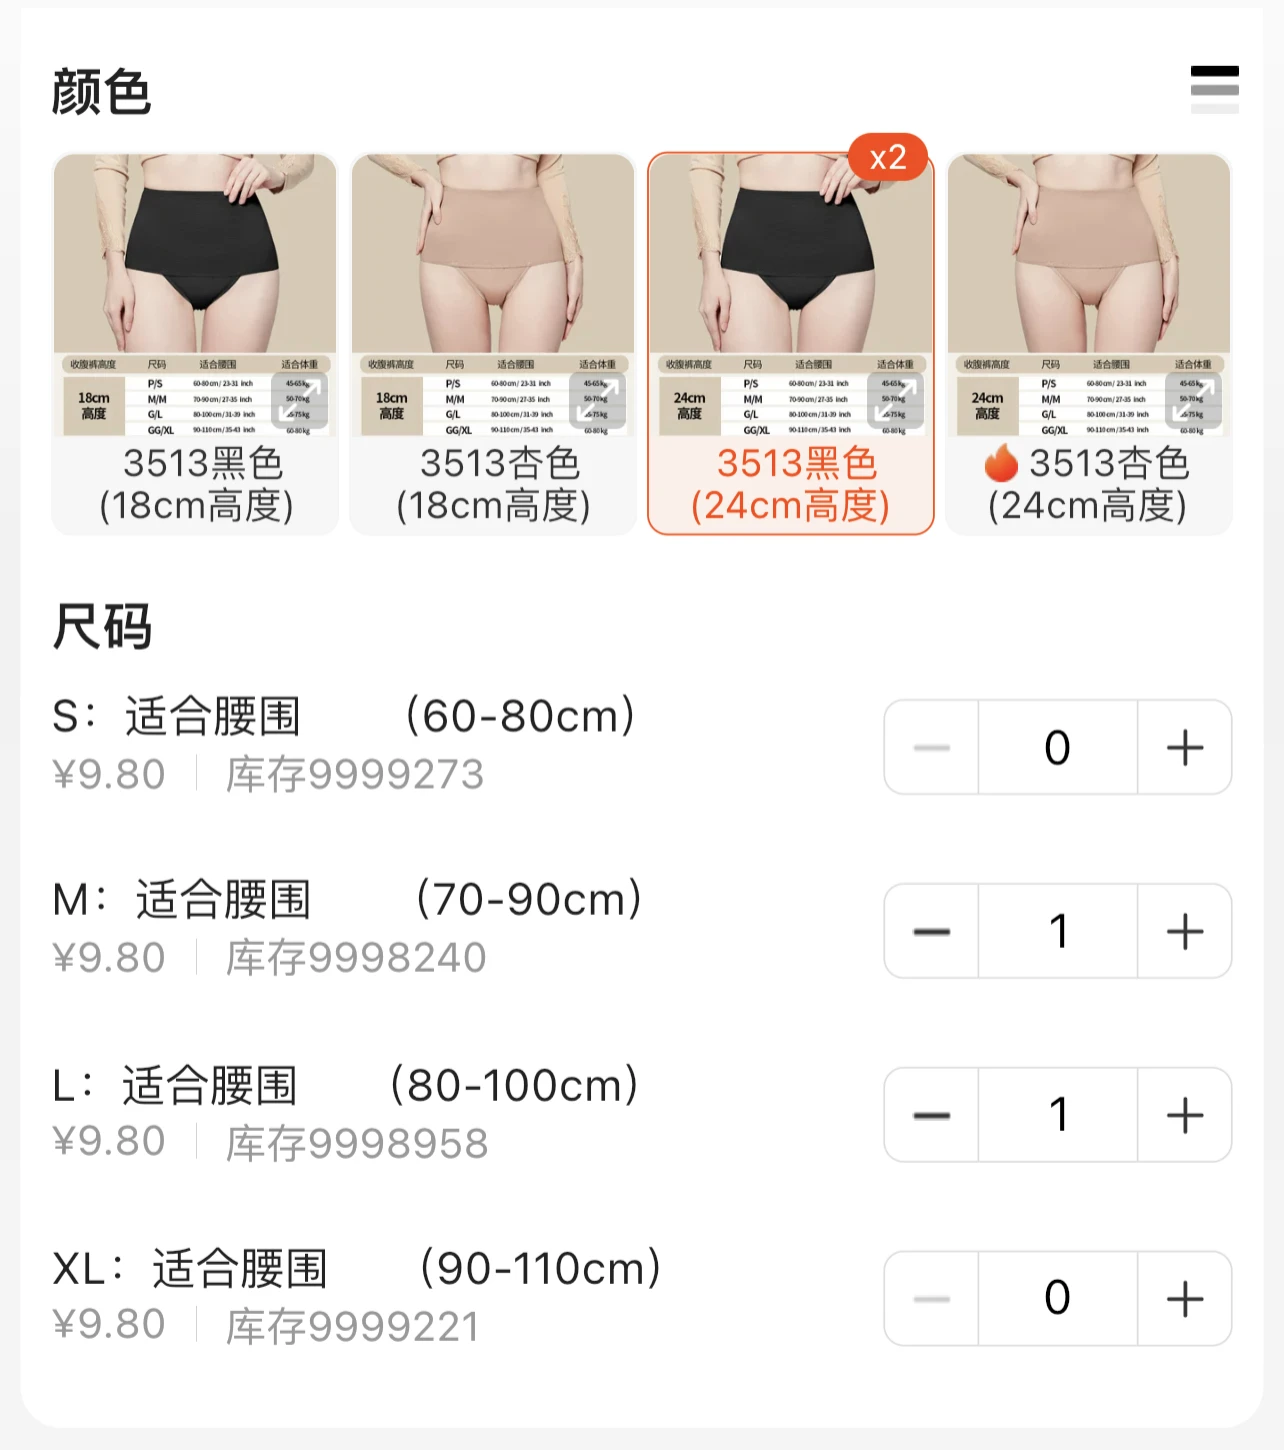 颜色
x2
收腹裤高度 尺码 适合腰围 适合体重
18cm 高度
P/S 60-80cm/23-31 inch 45-65kg
M/M 70-90cm/27-35 inch 50-70kg
G/L 80-100cm/31-39 inch 55-75kg
GG/XL 90-110cm/35-43 inch 60-80kg
3513黑色
(18cm高度)
收腹裤高度 尺码 适合腰围 适合体重
18cm 高度
P/S 60-80cm/23-31 inch 45-65kg
M/M 70-90cm/27-35 inch 50-70kg
G/L 80-100cm/31-39 inch 55-75kg
GG/XL 90-110cm/35-43 inch 60-80kg
3513杏色
(18cm高度)
收腹裤高度 尺码 适合腰围 适合体重
24cm 高度
P/S 60-80cm/23-31 inch 45-65kg
M/M 70-90cm/27-35 inch 50-70kg
G/L 80-100cm/31-39 inch 55-75kg
GG/XL 90-110cm/35-43 inch 60-80kg
3513黑色
(24cm高度)
收腹裤高度 尺码 适合腰围 适合体重
24cm 高度
P/S 60-80cm/23-31 inch 45-65kg
M/M 70-90cm/27-35 inch 50-70kg
G/L 80-100cm/31-39 inch 55-75kg
GG/XL 90-110cm/35-43 inch 60-80kg
🔥3513杏色
(24cm高度)
尺码
S：适合腰围 （60-80cm） 0
¥9.80 库存9999273
M：适合腰围 （70-90cm） 1
¥9.80 库存9998240
L：适合腰围 （80-100cm） 1
¥9.80 库存9998958
XL：适合腰围 （90-110cm） 0
¥9.80 库存9999221